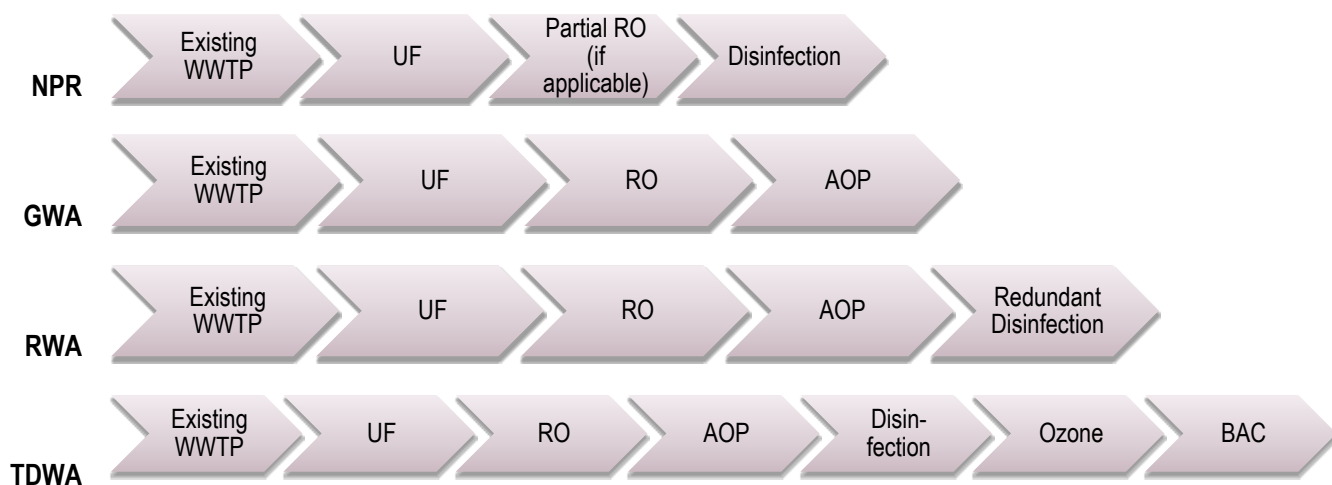 NPR
Existing
WWTP
UF
Partial RO
(if
applicable)
Disinfection
GWA
Existing
WWTP
UF
RO
AOP
RWA
Existing
WWTP
UF
RO
AOP
Redundant
Disinfection
TDWA
Existing
WWTP
UF
RO
AOP
Disin-
fection
Ozone
BAC